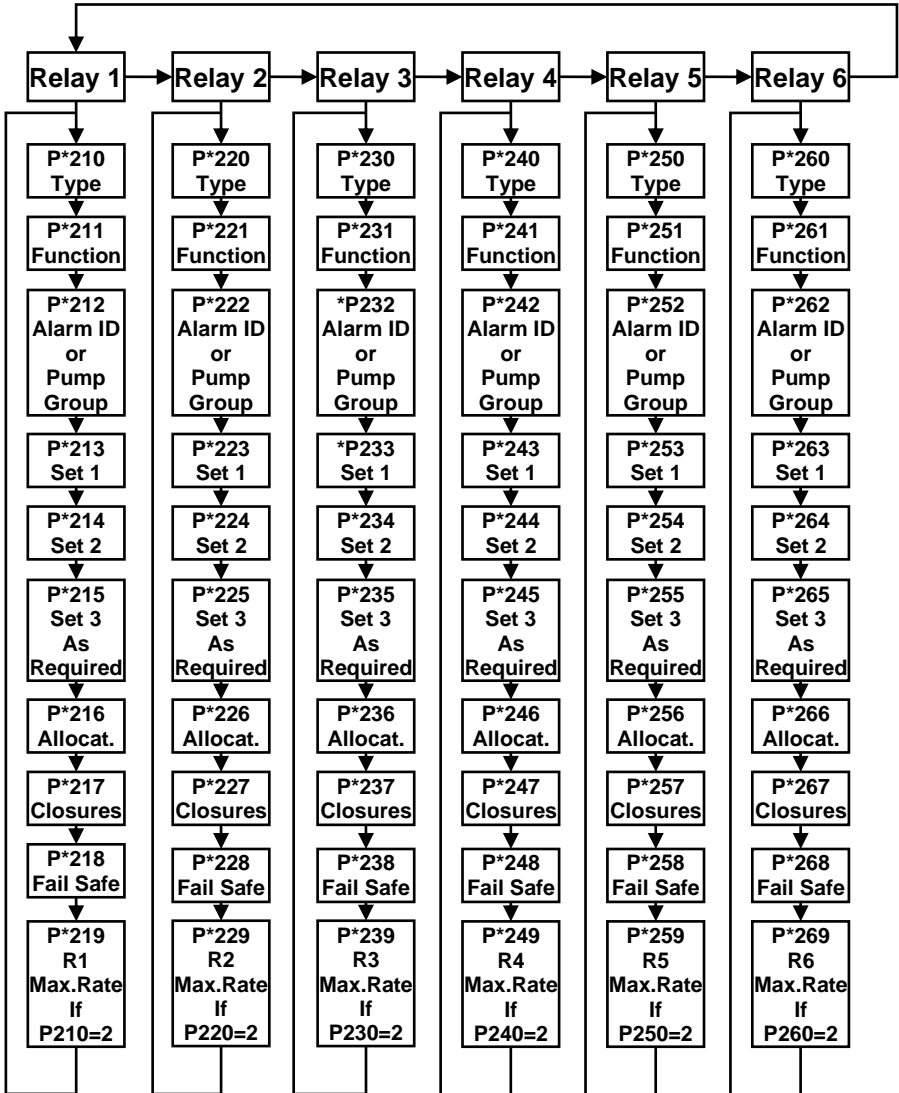 Relay 1
Relay 2
Relay 3
Relay 4
Relay 5
Relay 6
P*210
Type
P*220
Type
P*230
Type
P*240
Type
P*250
Type
P*260
Type
P*211
Function
P*221
Function
P*231
Function
P*241
Function
P*251
Function
P*261
Function
P*212
Alarm ID
or
Pump
Group
P*222
Alarm ID
or
Pump
Group
*P232
Alarm ID
or
Pump
Group
P*242
Alarm ID
or
Pump
Group
P*252
Alarm ID
or
Pump
Group
P*262
Alarm ID
or
Pump
Group
P*213
Set 1
P*223
Set 1
*P233
Set 1
P*243
Set 1
P*253
Set 1
P*263
Set 1
P*214
Set 2
P*224
Set 2
P*234
Set 2
P*244
Set 2
P*254
Set 2
P*264
Set 2
P*215
Set 3
As
Required
P*225
Set 3
As
Required
P*235
Set 3
As
Required
P*245
Set 3
As
Required
P*255
Set 3
As
Required
P*265
Set 3
As
Required
P*216
Allocat.
P*226
Allocat.
P*236
Allocat.
P*246
Allocat.
P*256
Allocat.
P*266
Allocat.
P*217
Closures
P*227
Closures
P*237
Closures
P*247
Closures
P*257
Closures
P*267
Closures
P*218
Fail Safe
P*228
Fail Safe
P*238
Fail Safe
P*248
Fail Safe
P*258
Fail Safe
P*268
Fail Safe
P*219
R1
Max.Rate
If
P210=2
P*229
R2
Max.Rate
If
P220=2
P*239
R3
Max.Rate
If
P230=2
P*249
R4
Max.Rate
If
P240=2
P*259
R5
Max.Rate
If
P250=2
P*269
R6
Max.Rate
If
P260=2